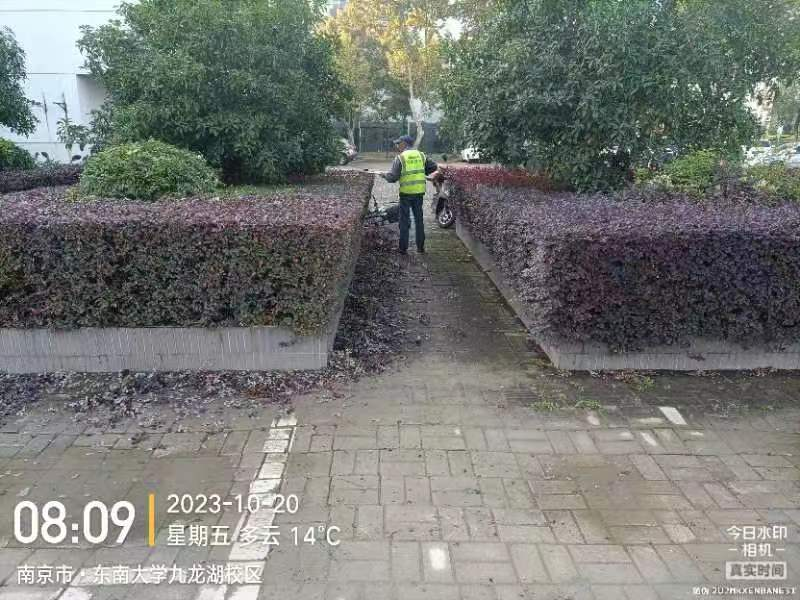 08:09
2023-10-20
星期五 多云 14℃
南京市·东南大学九龙湖校区
今日水印
-相机-
真实时间